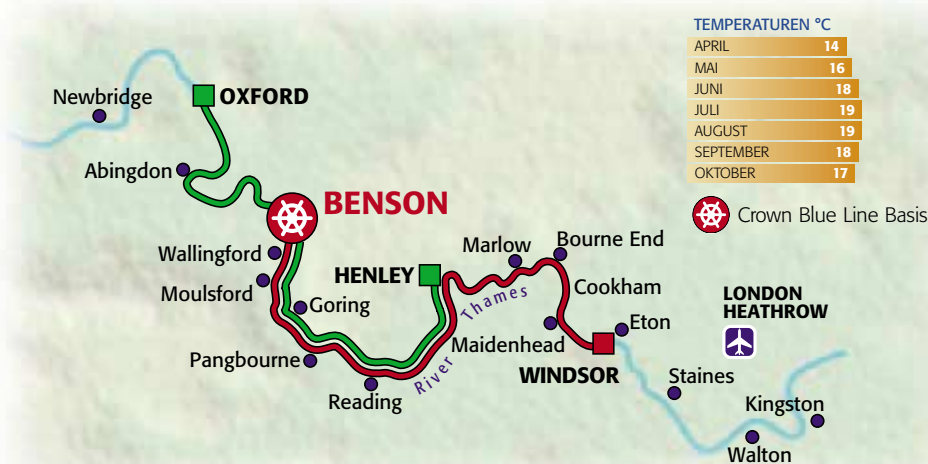 TEMPERATUREN °C
APRIL 14
MAI 16
JUNI 18
JULI 19
AUGUST 19
SEPTEMBER 18
OKTOBER 17
Crown Blue Line Basis
Newbridge
OXFORD
Abingdon
BENSON
Wallingford
Moulsford
Goring
Pangbourne
Reading
HENLEY
River Thames
Marlow
Bourne End
Cookham
Maidenhead
Eton
WINDSOR
LONDON
HEATHROW
Staines
Kingston
Walton